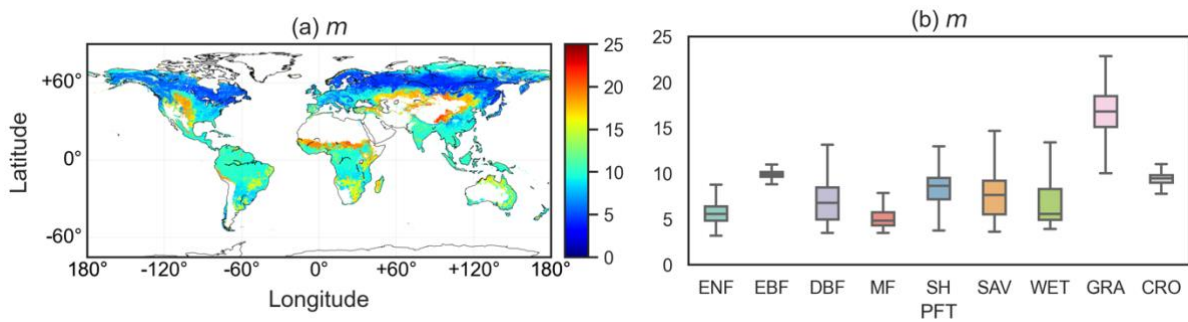 (a) m
Latitude
+60°
0°
-60°
180° -120° -60° 0° +60° +120° 180°
Longitude
25
20
15
10
5
0
(b) m
25
20
15
10
5
0
ENF EBF DBF MF SH SAV WET GRA CRO
PFT